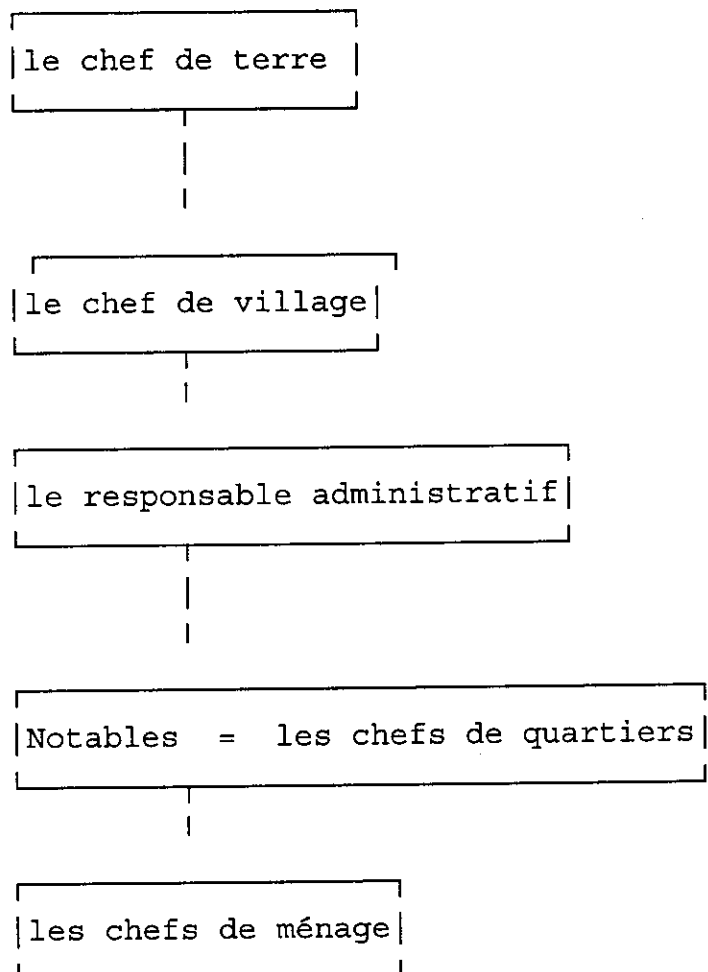 le chef de terre
le chef de village
le responsable administratif
Notables = les chefs de quartiers
les chefs de ménage